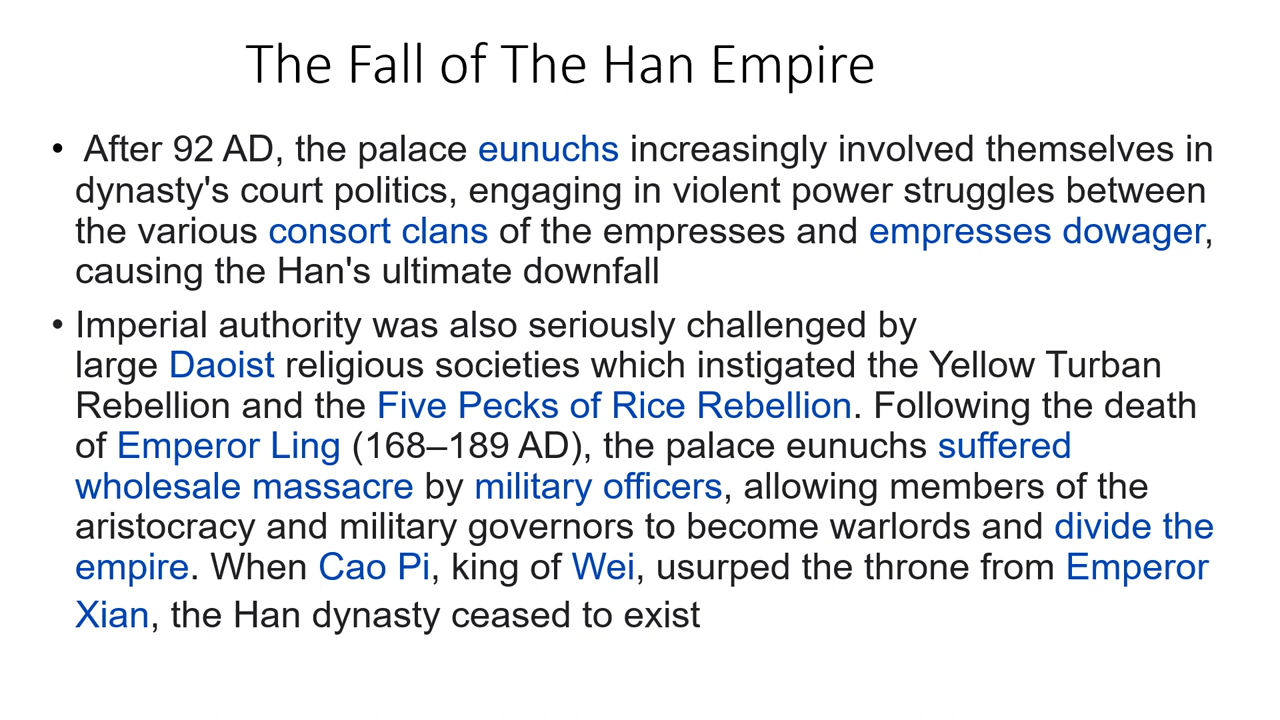 The Fall of The Han Empire
• After 92 AD, the palace eunuchs increasingly involved themselves in
dynasty's court politics, engaging in violent power struggles between
the various consort clans of the empresses and empresses dowager,
causing the Han's ultimate downfall
• Imperial authority was also seriously challenged by
large Daoist religious societies which instigated the Yellow Turban
Rebellion and the Five Pecks of Rice Rebellion. Following the death
of Emperor Ling (168–189 AD), the palace eunuchs suffered
wholesale massacre by military officers, allowing members of the
aristocracy and military governors to become warlords and divide the
empire. When Cao Pi, king of Wei, usurped the throne from Emperor
Xian, the Han dynasty ceased to exist